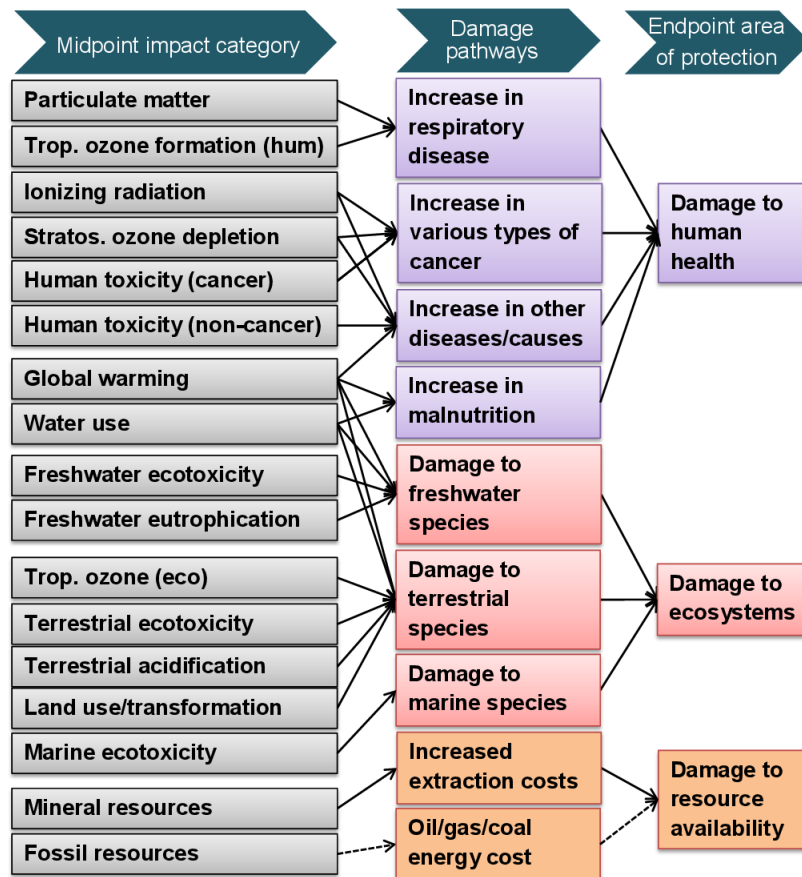 Midpoint impact category
Damage
pathways
Endpoint area
of protection
Particulate matter
Trop. ozone formation (hum)
Ionizing radiation
Stratos. ozone depletion
Human toxicity (cancer)
Human toxicity (non-cancer)
Global warming
Water use
Freshwater ecotoxicity
Freshwater eutrophication
Trop. ozone (eco)
Terrestrial ecotoxicity
Terrestrial acidification
Land use/transformation
Marine ecotoxicity
Mineral resources
Fossil resources
Increase in
respiratory
disease
Increase in
various types of
cancer
Increase in other
diseases/causes
Increase in
malnutrition
Damage to
freshwater
species
Damage to
terrestrial
species
Damage to
marine species
Increased
extraction costs
Oil/gas/coal
energy cost
Damage to
human
health
Damage to
ecosystems
Damage to
resource
availability